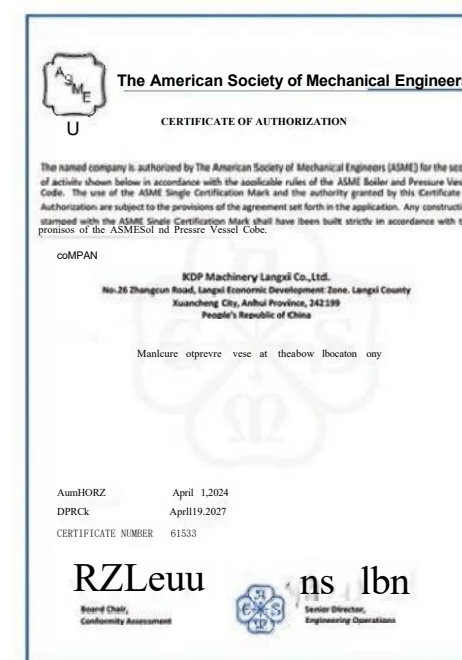 ASME
U
The American Society of Mechanical Engineers
CERTIFICATE OF AUTHORIZATION
The named company is authorized by The American Society of Mechanical Engineers (ASME) for the sco
of activity shown below in accordance with the applicable rules of the ASME Boiler and Pressure Ves
Code. The use of the ASME Single Certification Mark and the authority granted by this Certificate
Authorization are subject to the provisions of the agreement set forth in the application. Any constructi
stamped with the ASME Single Certification Mark shall have been built strictly in accordance with t
pronisos of the ASMESol nd Pressre Vessel Cobe.
coMPAN
KDP Machinery Langxi Co.,Ltd.
No.26 Zhangcun Road, Langxi Economic Development Zone. Langxi County
Xuancheng City, Anhui Province, 242199
People's Republic of China
Manlcure otprevre vese at theabow lbocaton ony
AumHORZ April 1,2024
DPRCk Aprll19.2027
CERTIFICATE NUMBER 61533
RZLeuu ns lbn
Board Chair, Senior Director,
Conformity Assessment Engineering Operations